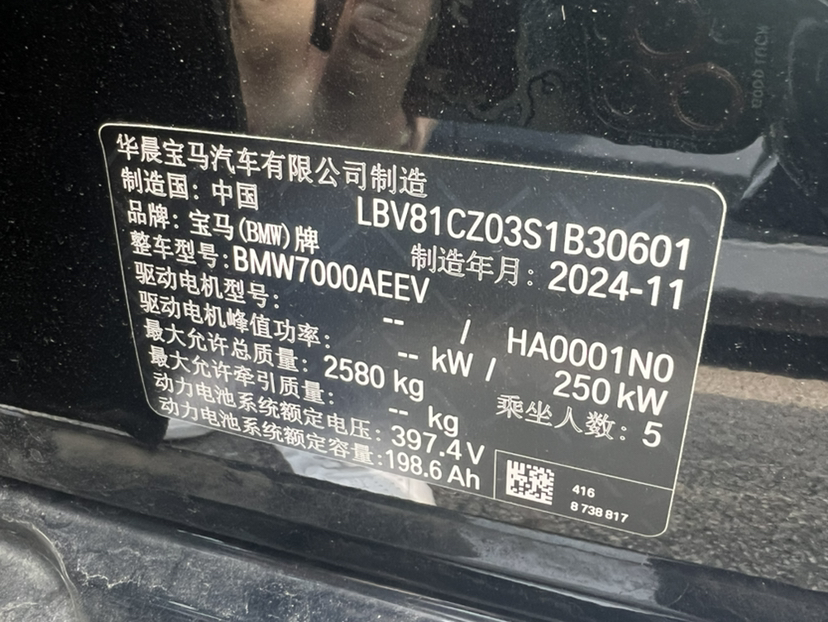 华晨宝马汽车有限公司制造
制造国：中国
LBV81CZ03S1B30601
品牌：宝马(BMW)牌
制造年月：2024-11
整车型号：BMW7000AEEV
驱动电机型号： -- / HA0001N0
驱动电机峰值功率： -- kW / 250 kW
最大允许总质量：2580 kg
乘坐人数：5
最大允许牵引质量： -- kg
动力电池系统额定电压：397.4 V
动力电池系统额定容量：198.6 Ah
416
8 738 817